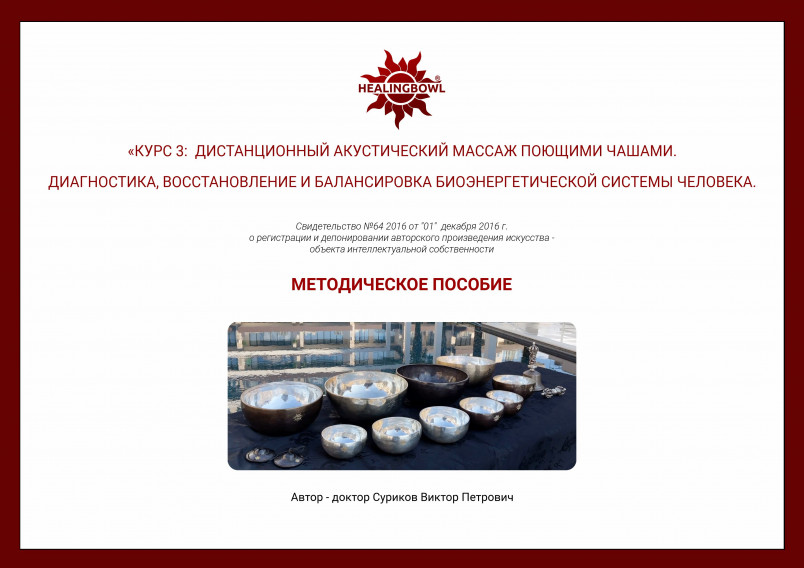 HEALINGBOWL®
«КУРС 3: ДИСТАНЦИОННЫЙ АКУСТИЧЕСКИЙ МАССАЖ ПОЮЩИМИ ЧАШАМИ.
ДИАГНОСТИКА, ВОССТАНОВЛЕНИЕ И БАЛАНСИРОВКА БИОЭНЕРГЕТИЧЕСКОЙ СИСТЕМЫ ЧЕЛОВЕКА.
Свидетельство №64 2016 от "01" декабря 2016 г.
о регистрации и депонировании авторского произведения искусства -
объекта интеллектуальной собственности
МЕТОДИЧЕСКОЕ ПОСОБИЕ
Автор - доктор Суриков Виктор Петрович